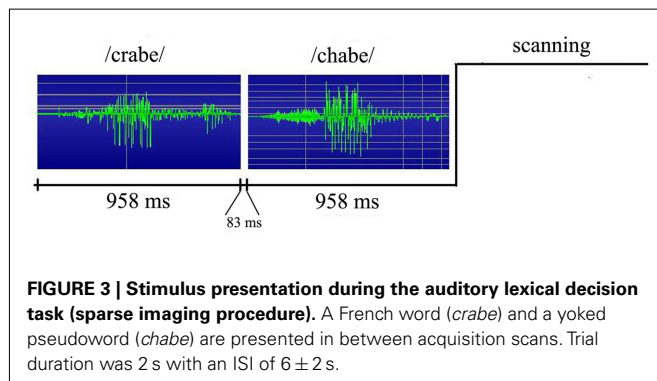 /crabe/ /chabe/ scanning
958 ms 958 ms
83 ms
FIGURE 3 | Stimulus presentation during the auditory lexical decision
task (sparse imaging procedure). A French word (crabe) and a yoked
pseudoword (chabe) are presented in between acquisition scans. Trial
duration was 2 s with an ISI of 6 ± 2 s.